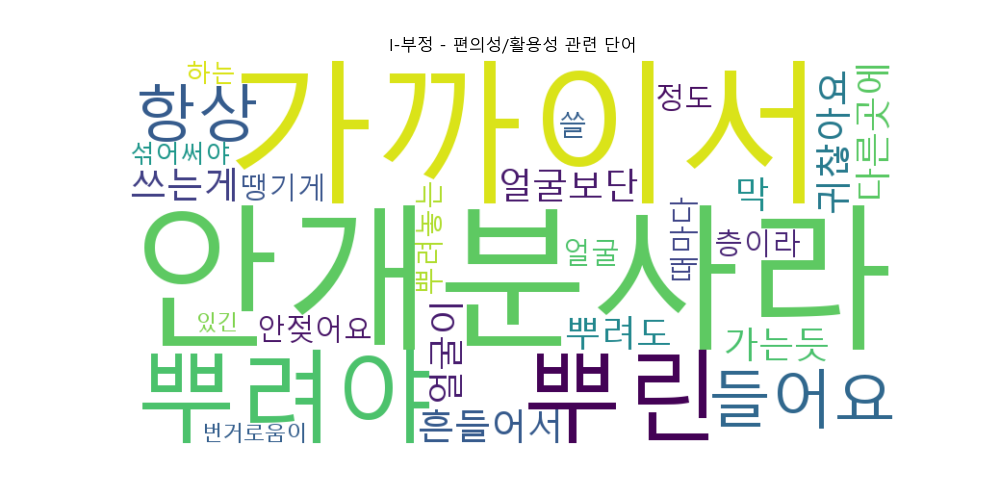 I-부정 - 편의성/활용성 관련 단어
하는
가까이서
항상
정도
쓸
섞어써야
쓰는게
땡기게
얼굴보단
막
귀찮아요
다른곳에
안개분사라
뿌려놓는
얼굴
때마다
층이라
있긴
안젖어요
얼굴이
뿌려도
가는듯
뿌려야
뿌린
들어요
번거로움이
흔들어서